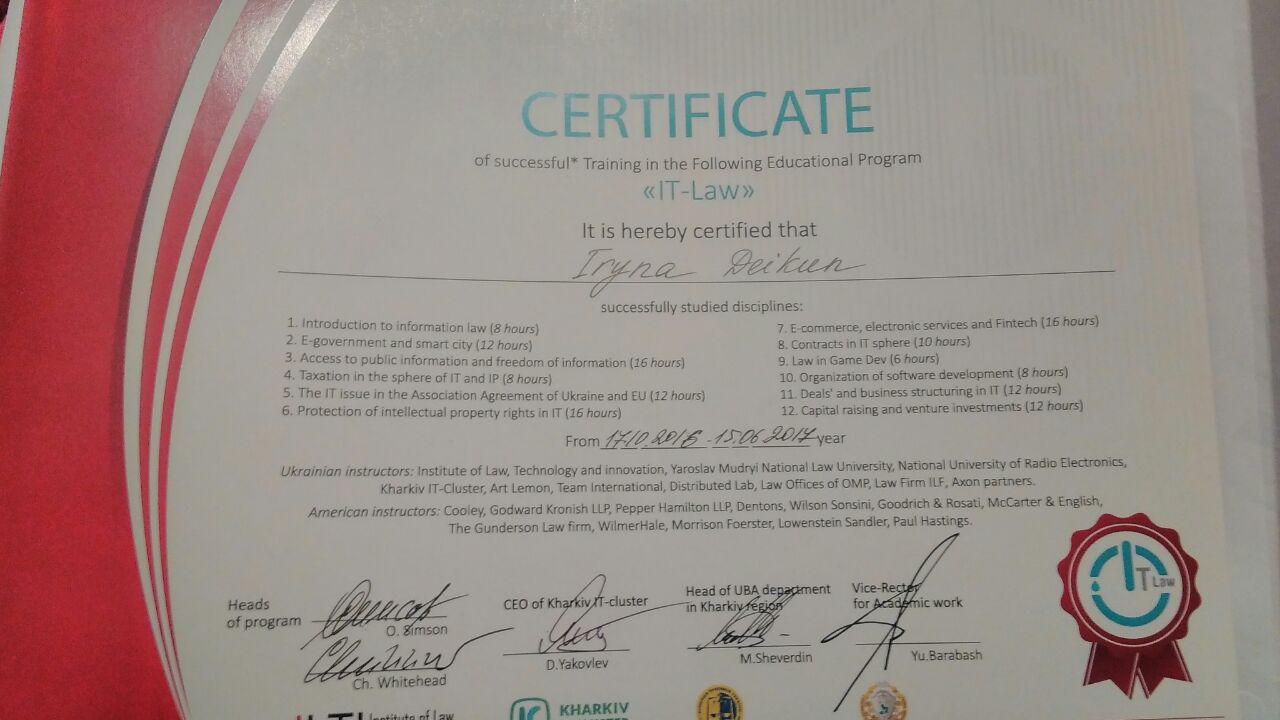 CERTIFICATE
of successful* Training in the Following Educational Program
«IT-Law»
It is hereby certified that
Iryna Deikun
successfully studied disciplines:
1. Introduction to information law (8 hours)
2. E-government and smart city (12 hours)
3. Access to public information and freedom of information (16 hours)
4. Taxation in the sphere of IT and IP (8 hours)
5. The IT issue in the Association Agreement of Ukraine and EU (12 hours)
6. Protection of intellectual property rights in IT (16 hours)
7. E-commerce, electronic services and Fintech (16 hours)
8. Contracts in IT sphere (10 hours)
9. Law in Game Dev (6 hours)
10. Organization of software development (8 hours)
11. Deals' and business structuring in IT (12 hours)
12. Capital raising and venture investments (12 hours)
From 17.10.2016 - 15.06.2017 year
Ukrainian instructors: Institute of Law, Technology and innovation, Yaroslav Mudryi National Law University, National University of Radio Electronics,
Kharkiv IT-Cluster, Art Lemon, Team International, Distributed Lab, Law Offices of OMP, Law Firm ILF, Axon partners.
American instructors: Cooley, Godward Kronish LLP, Pepper Hamilton LLP, Dentons, Wilson Sonsini, Goodrich & Rosati, McCarter & English,
The Gunderson Law firm, WilmerHale, Morrison Foerster, Lowenstein Sandler, Paul Hastings.
Heads
of program
O. Simson
Ch. Whitehead
CEO of Kharkiv IT-cluster
D.Yakovlev
Head of UBA department
in Kharkiv region
M.Sheverdin
Vice-Rector
for Academic work
Yu.Barabash
IT Law
Institute of Law
KHARKIV